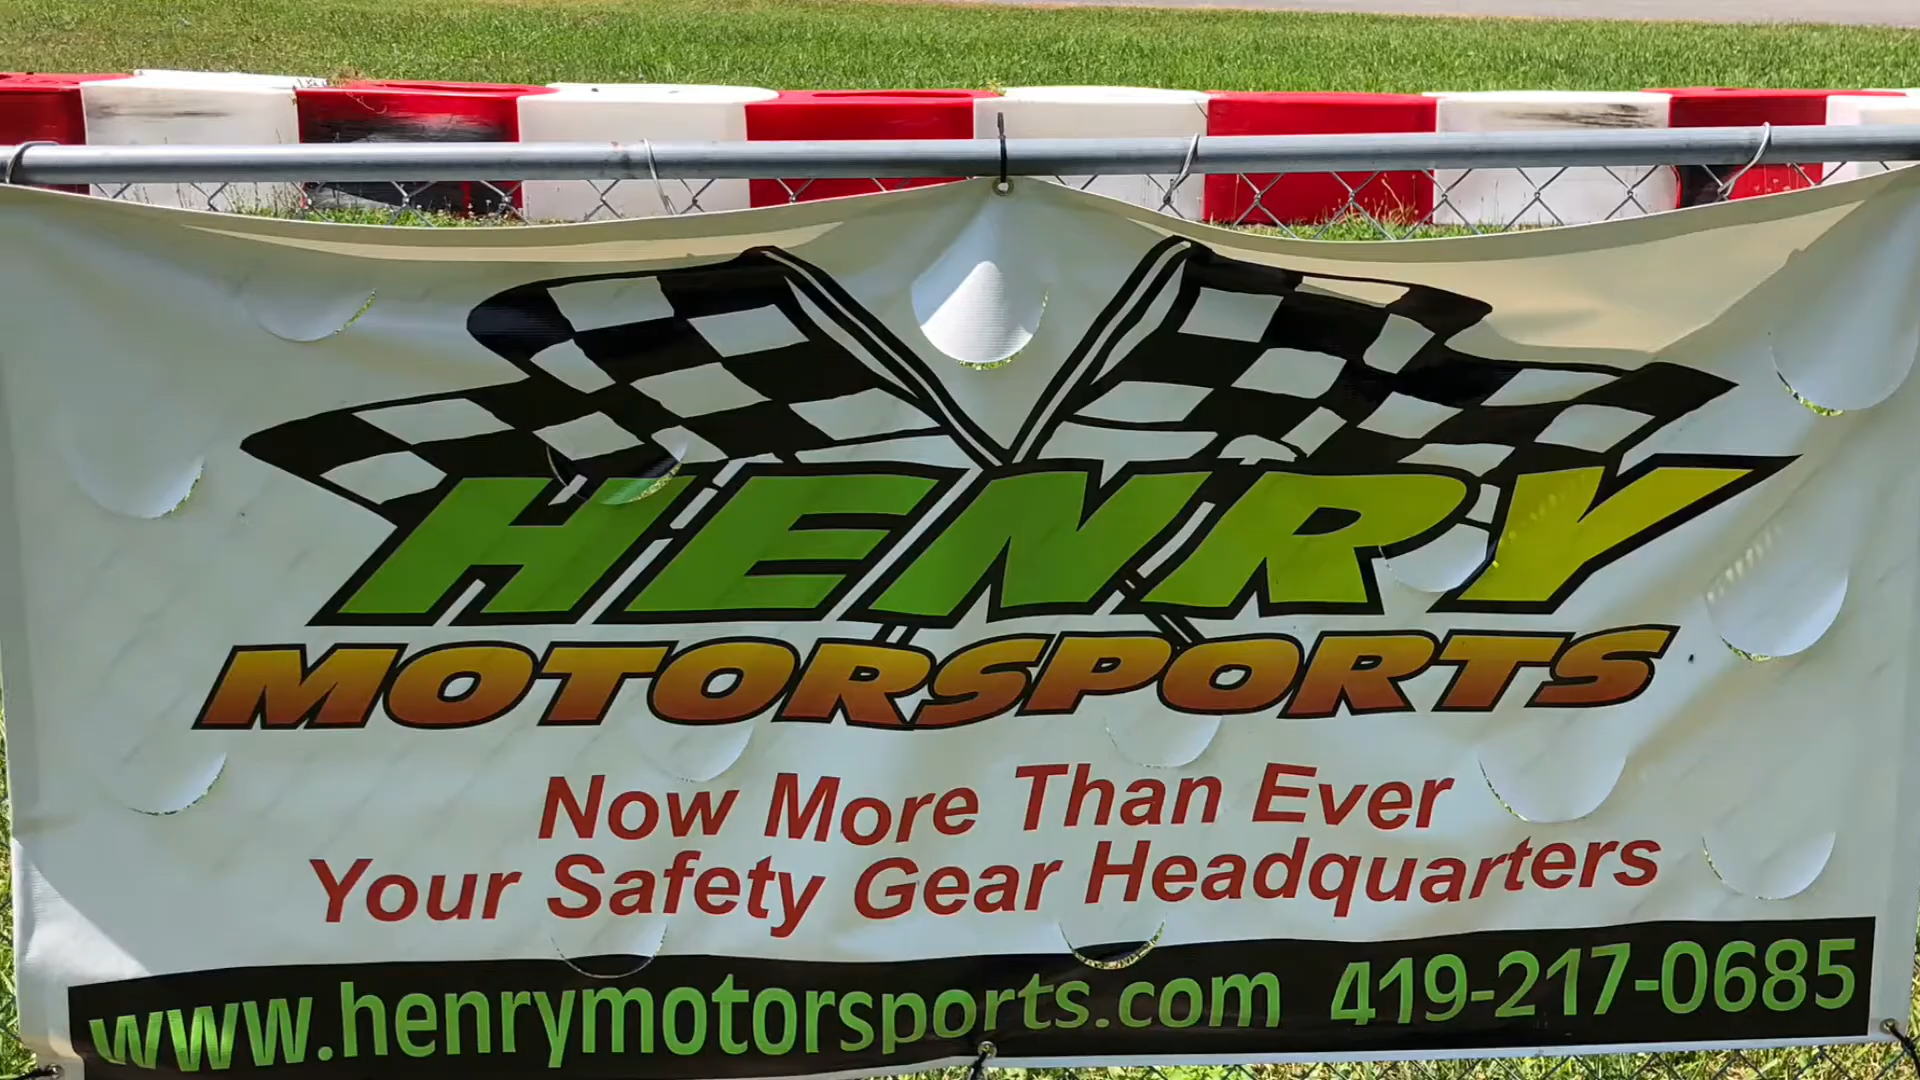 HENRY
MOTORSPORTS
Now More Than Ever
Your Safety Gear Headquarters
www.henrymotorsports.com 419-217-0685